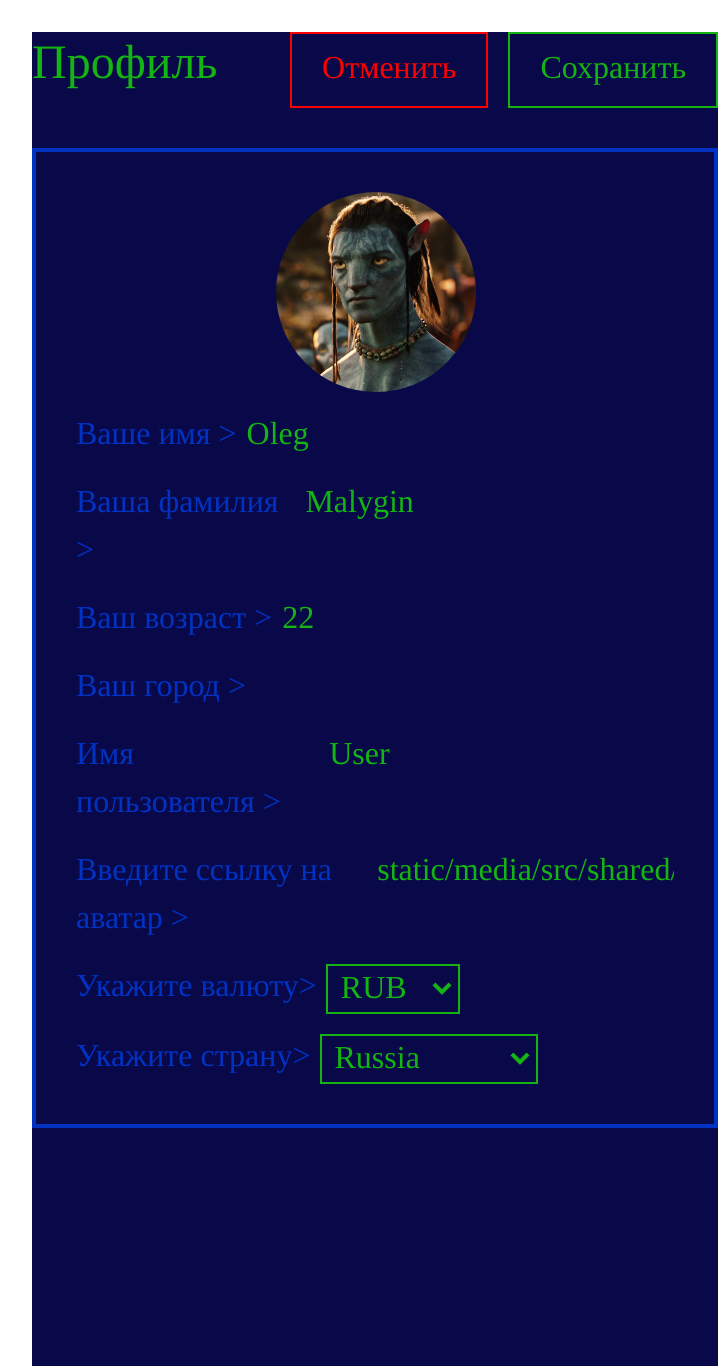 Профиль Отменить Сохранить
Ваше имя > Oleg
Ваша фамилия Malygin
>
Ваш возраст > 22
Ваш город >
Имя User
пользователя >
Введите ссылку на static/media/src/shared/
аватар >
Укажите валюту> RUB
Укажите страну> Russia